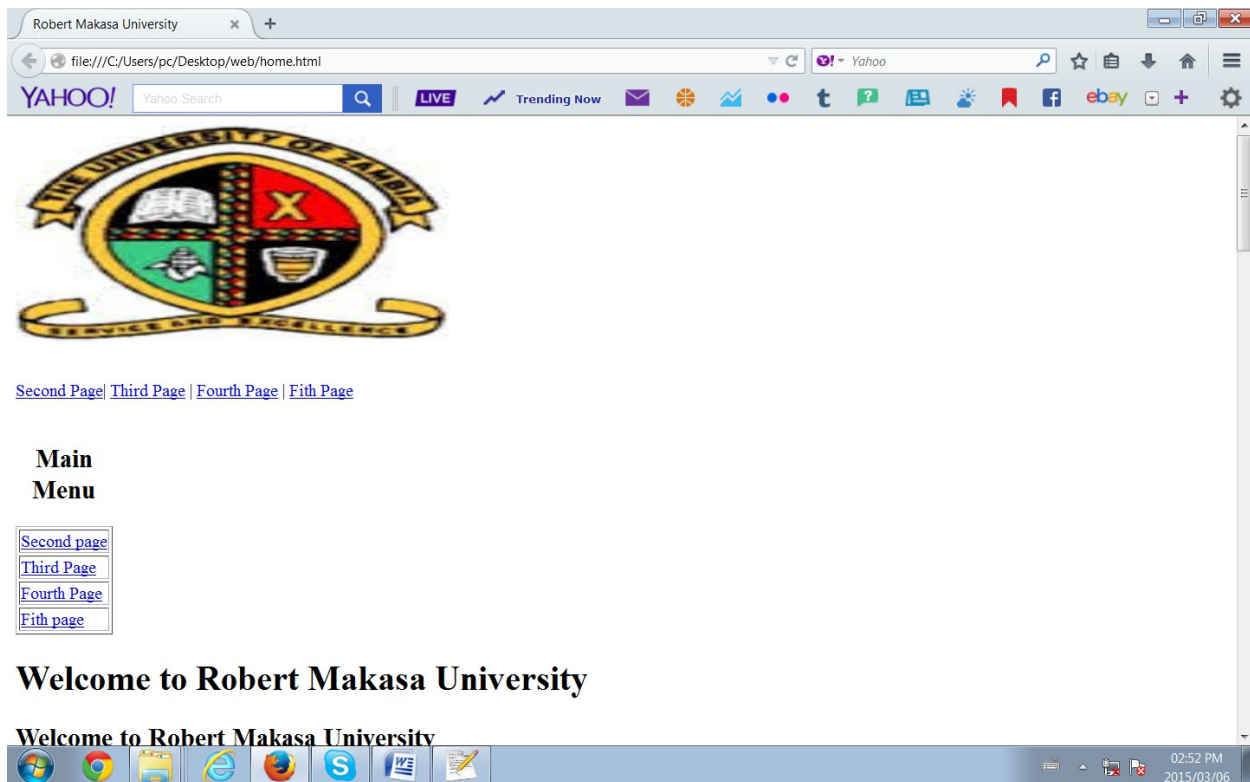 Robert Makasa University
file:///C:/Users/pc/Desktop/web/home.html
Yahoo
YAHOO!
Yahoo Search
LIVE
Trending Now
ebay
THE UNIVERSITY OF ZAMBIA
SERVICE AND EXCELLENCE
Second Page| Third Page | Fourth Page | Fith Page
Main
Menu
Second page
Third Page
Fourth Page
Fith page
Welcome to Robert Makasa University
Welcome to Robert Makasa University
02:52 PM
2015/03/06